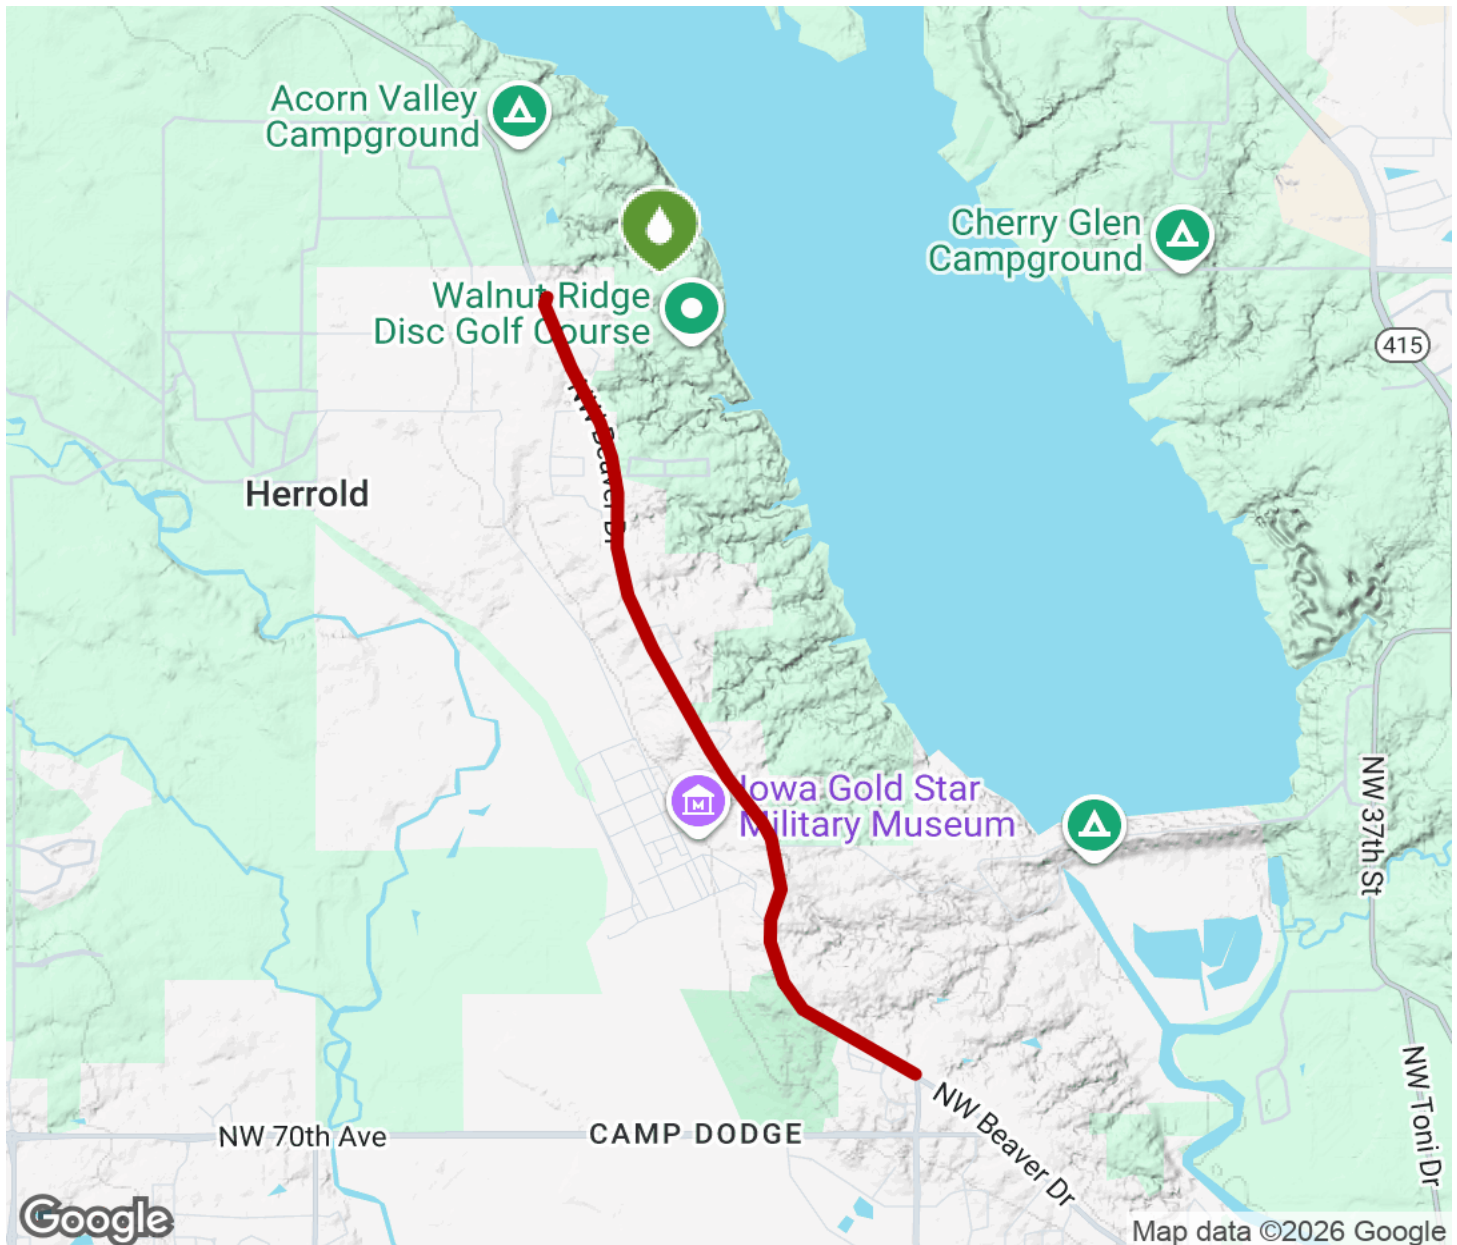 Acorn Valley
Campground
Cherry Glen
Campground
Walnut Ridge
Disc Golf Course
415
NW Beaver Dr
Herrold
Iowa Gold Star
Military Museum
M
NW 37th St
NW Toni Dr
NW Beaver Dr
NW 70th Ave
CAMP DODGE
Google
Map data ©2026 Google